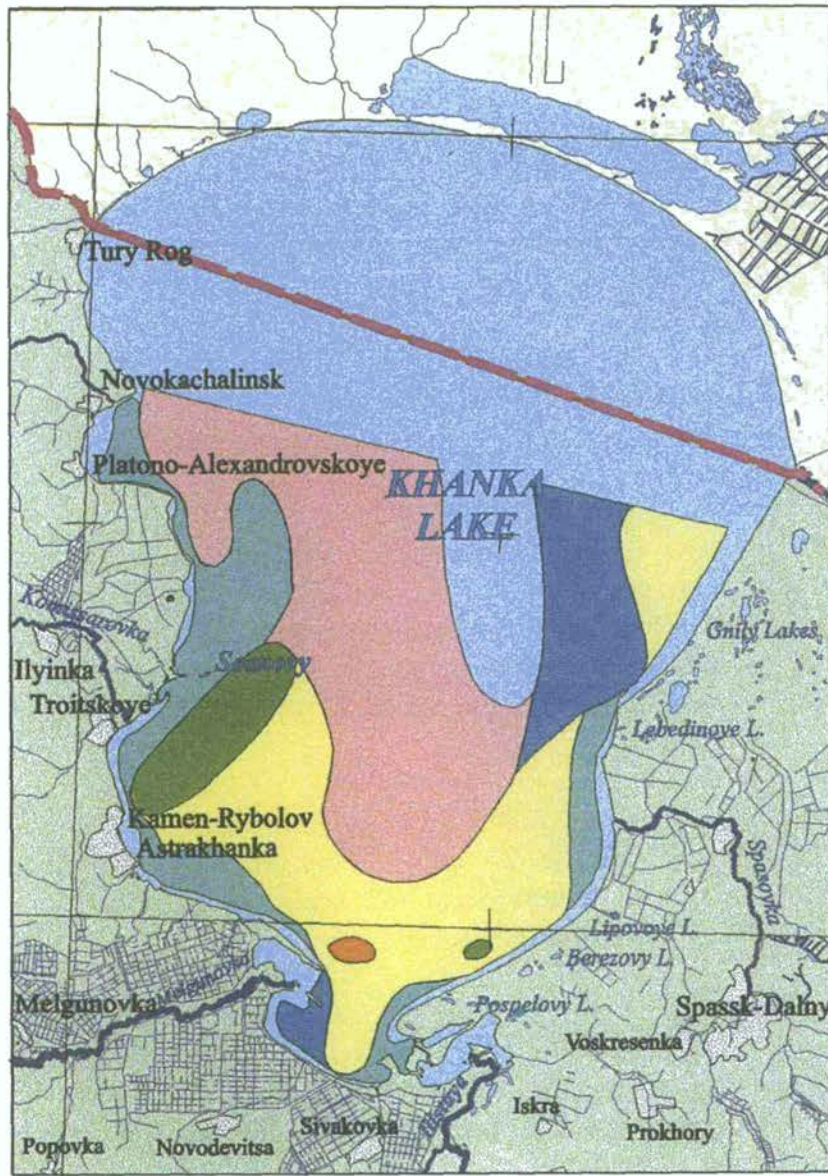 Tury Rog
Novokachalinsk
Platono-Alexandrovskoye
KHANKA
LAKE
Komissarovka
Gnily Lakes
Ilyinka
Troitskoye
Lebedinoye L.
Kamen-Rybolov
Astrakhanka
Spasovka
Lipovoye L.
Berezovy L.
Melgunovka
Melgunovka
Pospelovy L.
Spassk-Dalny
Voskresenka
Iskra
Sivakovka
Prokhory
Popovka
Novodevitsa